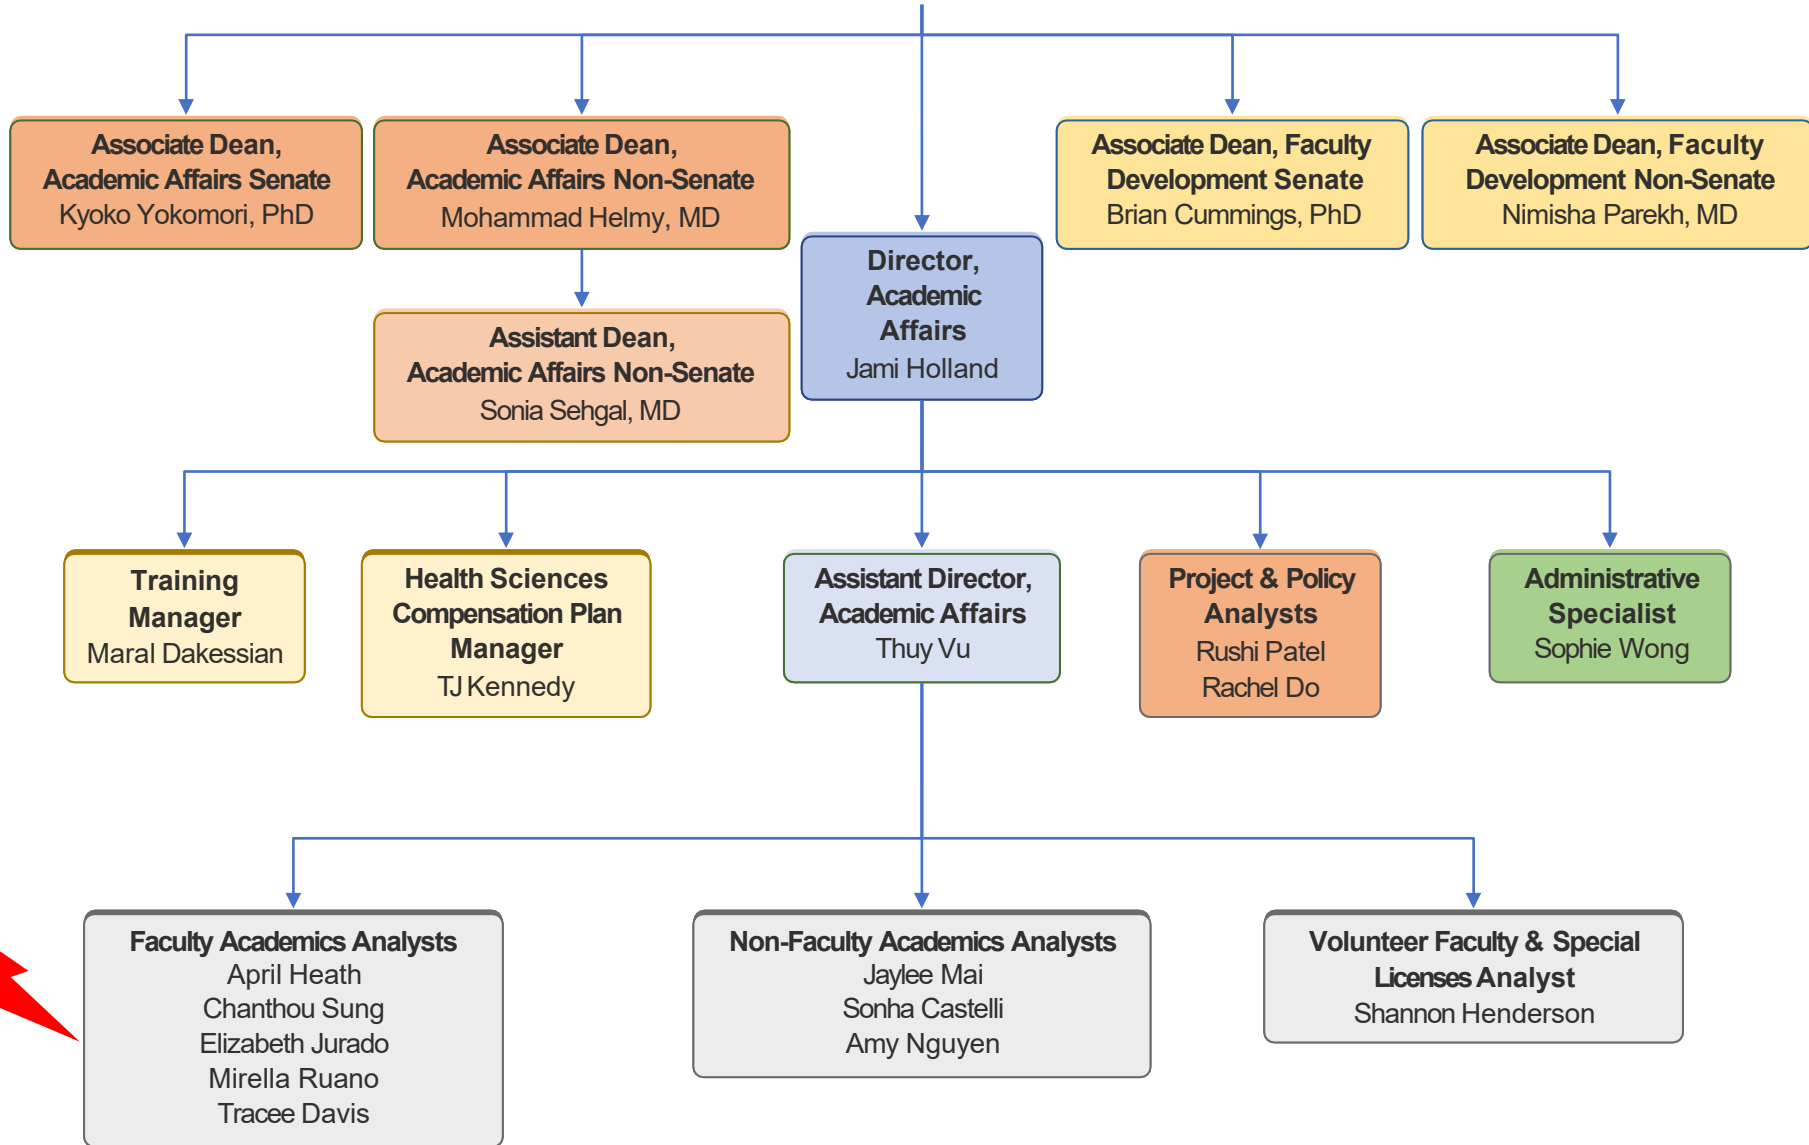 Associate Dean,
Academic Affairs Senate
Kyoko Yokomori, PhD
Associate Dean,
Academic Affairs Non-Senate
Mohammad Helmy, MD
Associate Dean, Faculty
Development Senate
Brian Cummings, PhD
Associate Dean, Faculty
Development Non-Senate
Nimisha Parekh, MD
Director,
Academic
Affairs
Jami Holland
Assistant Dean,
Academic Affairs Non-Senate
Sonia Sehgal, MD
Training
Manager
Maral Dakessian
Health Sciences
Compensation Plan
Manager
TJ Kennedy
Assistant Director,
Academic Affairs
Thuy Vu
Project & Policy
Analysts
Rushi Patel
Rachel Do
Administrative
Specialist
Sophie Wong
Faculty Academics Analysts
April Heath
Chanthou Sung
Elizabeth Jurado
Mirella Ruano
Tracee Davis
Non-Faculty Academics Analysts
Jaylee Mai
Sonha Castelli
Amy Nguyen
Volunteer Faculty & Special
Licenses Analyst
Shannon Henderson